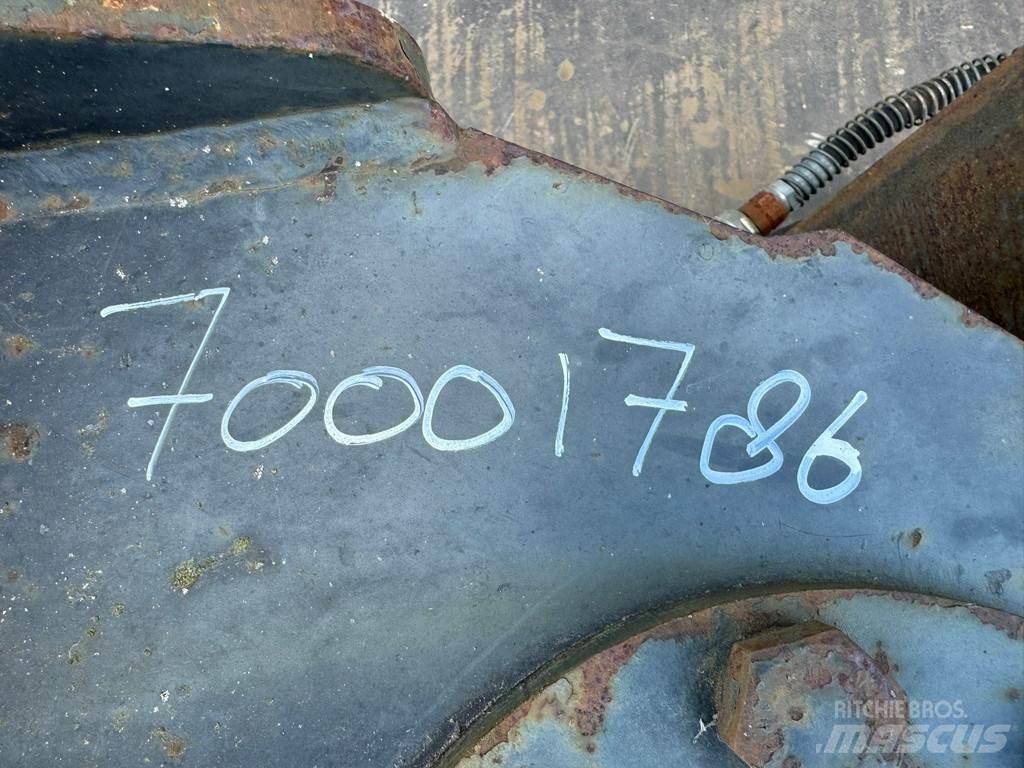 70001786
RITCHIE BROS.
MASCUS